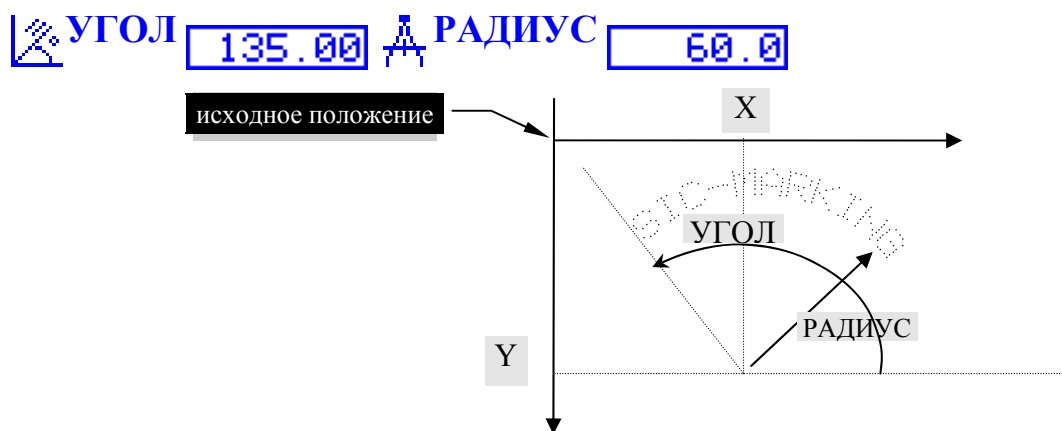 УГОЛ 135.00 РАДИУС 60.0
исходное положение
X
SIC-MARKING
УГОЛ
РАДИУС
Y